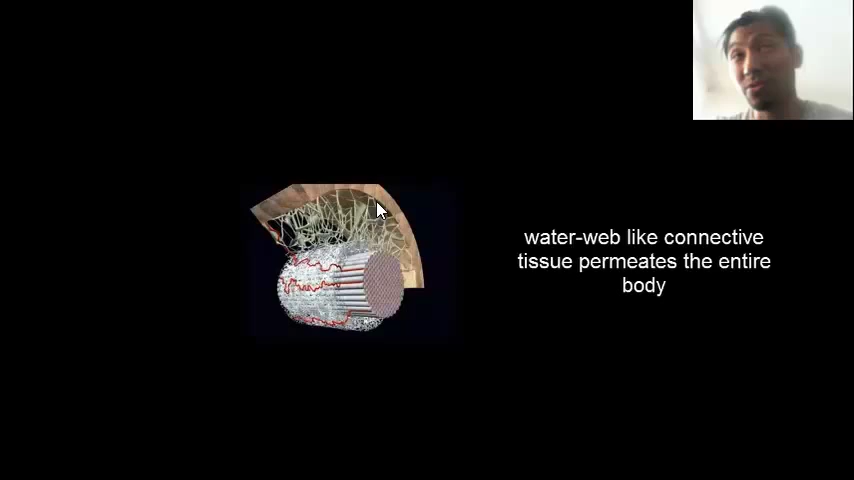 water-web like connective
tissue permeates the entire
body